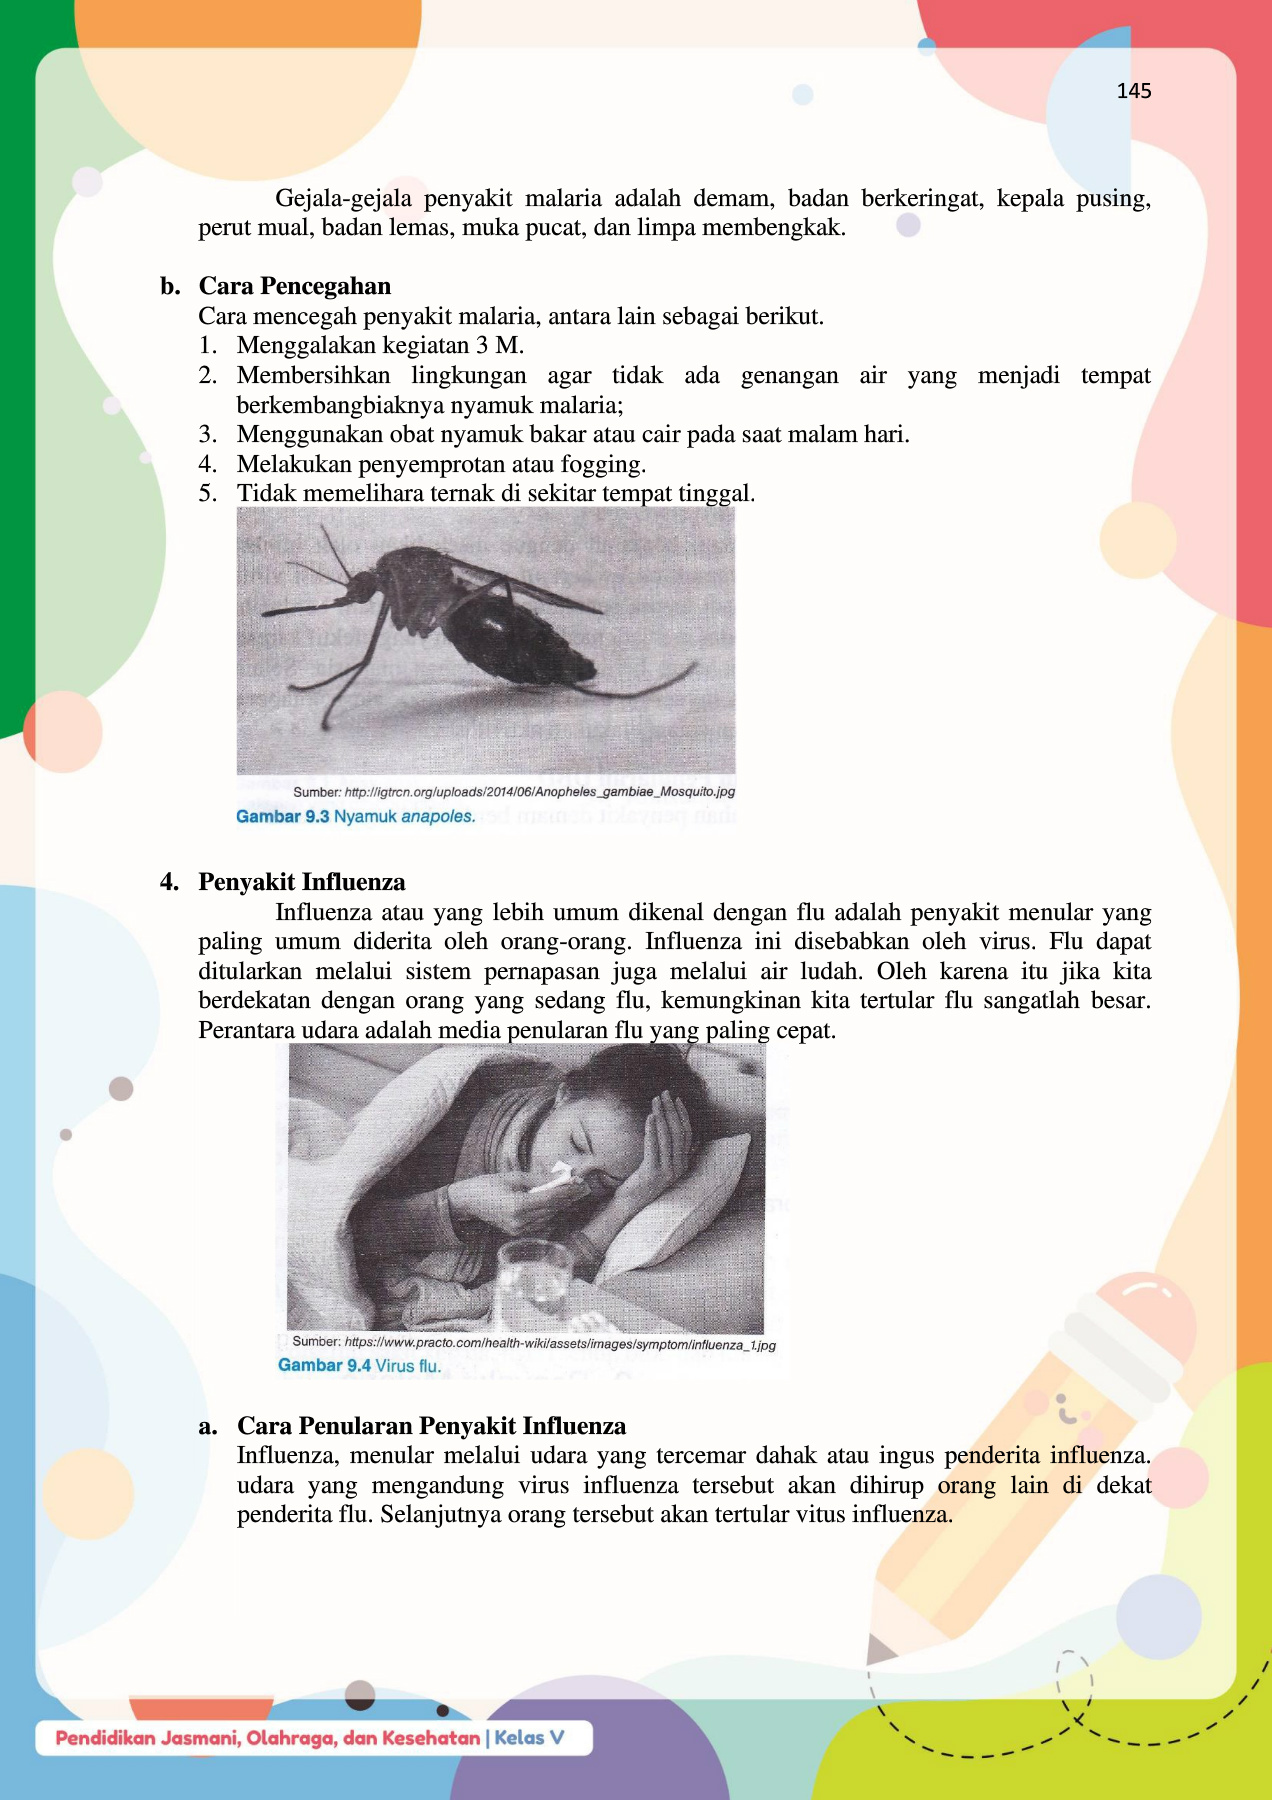 145
Gejala-gejala penyakit malaria adalah demam, badan berkeringat, kepala pusing,
perut mual, badan lemas, muka pucat, dan limpa membengkak.
b. Cara Pencegahan
Cara mencegah penyakit malaria, antara lain sebagai berikut.
1. Menggalakan kegiatan 3 M.
2. Membersihkan lingkungan agar tidak ada genangan air yang menjadi tempat
berkembangbiaknya nyamuk malaria;
3. Menggunakan obat nyamuk bakar atau cair pada saat malam hari.
4. Melakukan penyemprotan atau fogging.
5. Tidak memelihara ternak di sekitar tempat tinggal.
Sumber: http://igtrcn.org/uploads/2014/06/Anopheles_gambiae_Mosquito.jpg
Gambar 9.3 Nyamuk anapoles.
4. Penyakit Influenza
Influenza atau yang lebih umum dikenal dengan flu adalah penyakit menular yang
paling umum diderita oleh orang-orang. Influenza ini disebabkan oleh virus. Flu dapat
ditularkan melalui sistem pernapasan juga melalui air ludah. Oleh karena itu jika kita
berdekatan dengan orang yang sedang flu, kemungkinan kita tertular flu sangatlah besar.
Perantara udara adalah media penularan flu yang paling cepat.
Sumber: https://www.practo.com/health-wiki/assets/images/symptom/influenza_1.jpg
Gambar 9.4 Virus flu.
a. Cara Penularan Penyakit Influenza
Influenza, menular melalui udara yang tercemar dahak atau ingus penderita influenza.
udara yang mengandung virus influenza tersebut akan dihirup orang lain di dekat
penderita flu. Selanjutnya orang tersebut akan tertular vitus influenza.
Pendidikan Jasmani, Olahraga, dan Kesehatan | Kelas V